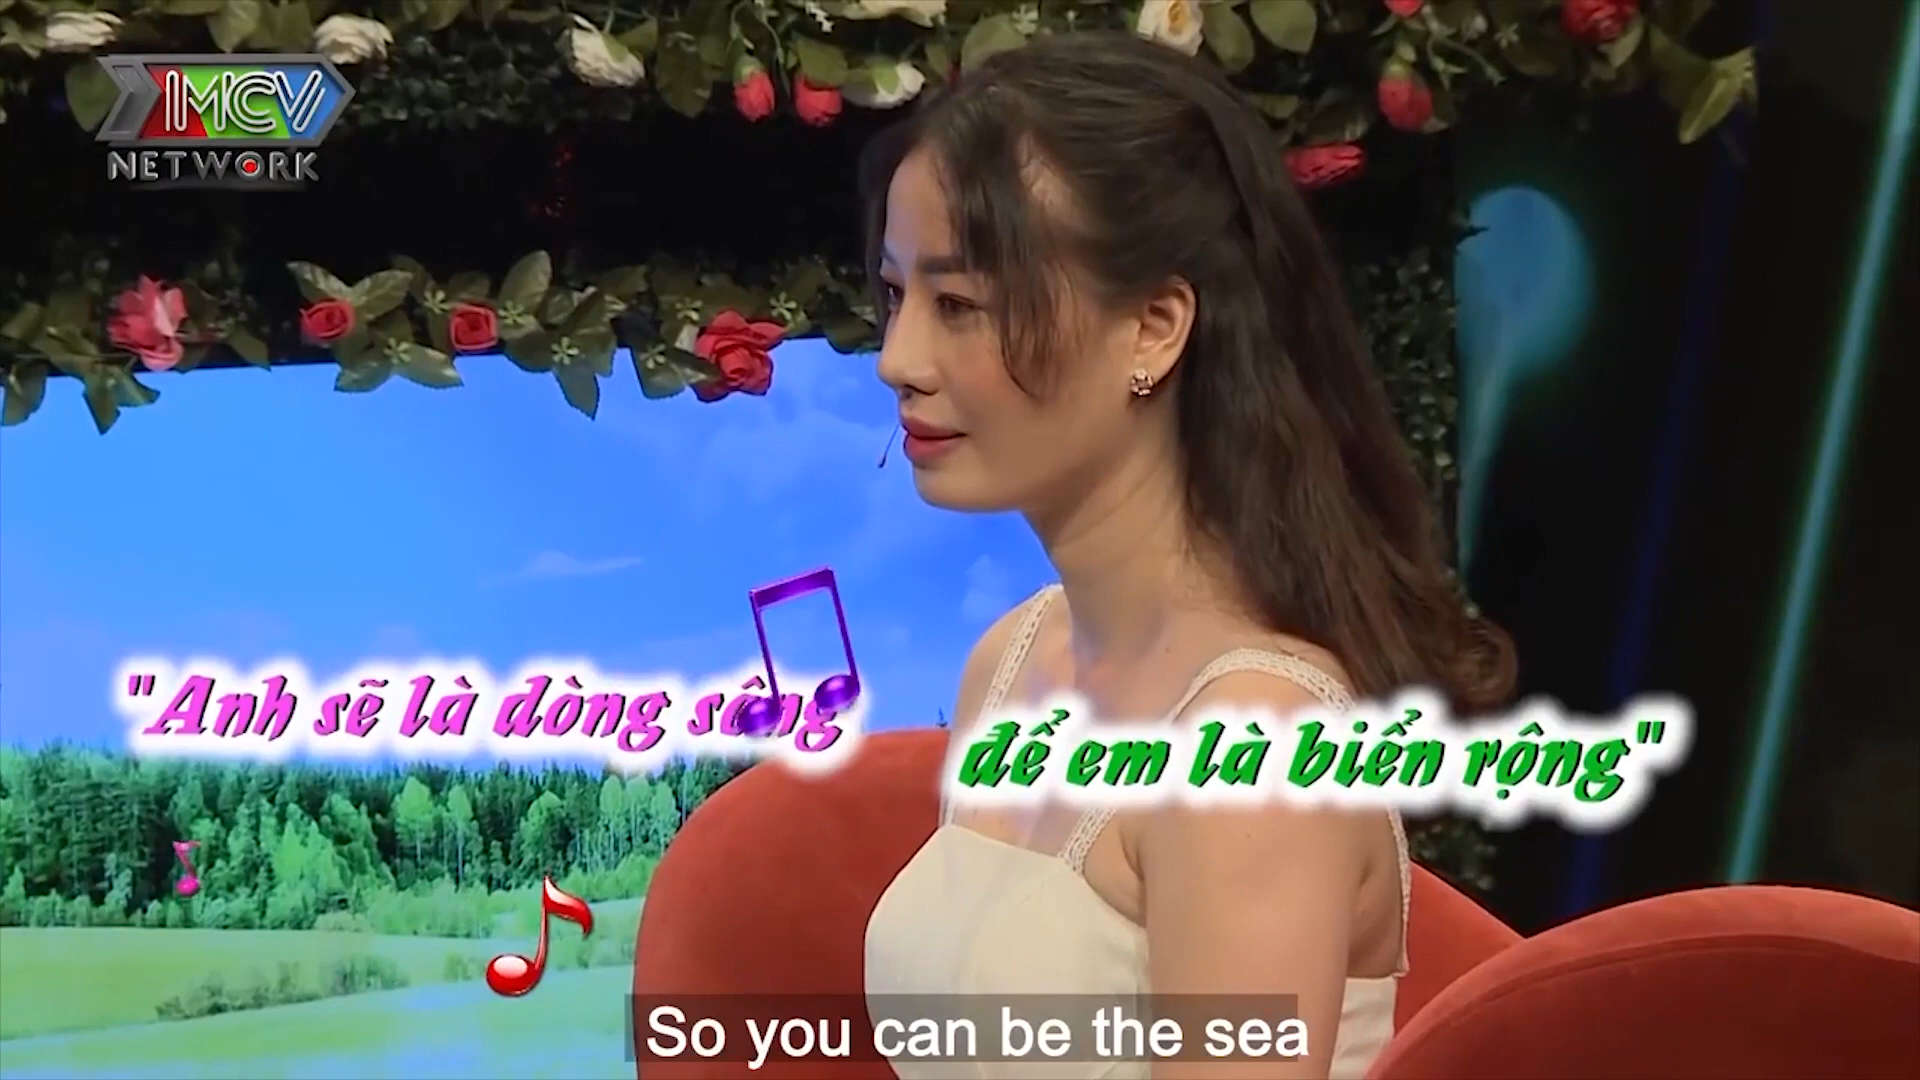 MCV
NETWORK
"Anh sẽ là dòng sông
để em là biển rộng"
So you can be the sea